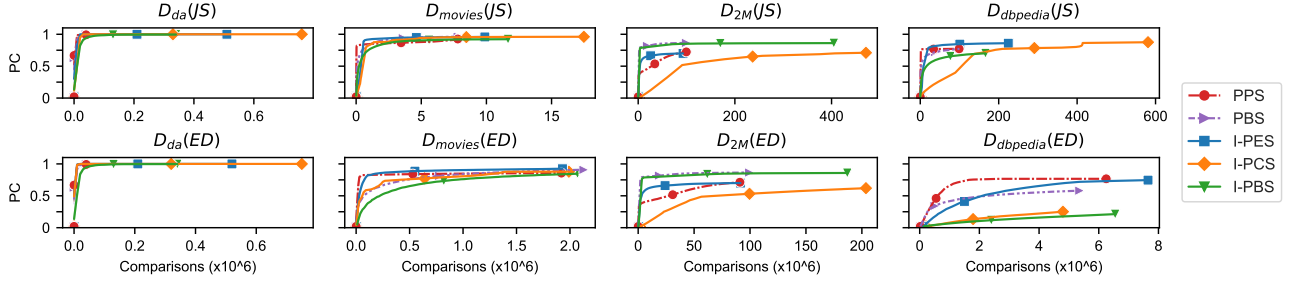 D_da(JS) D_movies(JS) D_2M(JS) D_dbpedia(JS)
PC
1
0.5
0
0.0 0.2 0.4 0.6
0 5 10 15
0 200 400
0 200 400 600
D_da(ED) D_movies(ED) D_2M(ED) D_dbpedia(ED)
PC
1
0.5
0
0.0 0.2 0.4 0.6
0 0.5 1.0 1.5 2.0
0 50 100 150 200
0 2 4 6 8
Comparisons (x10^6) Comparisons (x10^6) Comparisons (x10^6) Comparisons (x10^6)
PPS
PBS
I-PES
I-PCS
I-PBS